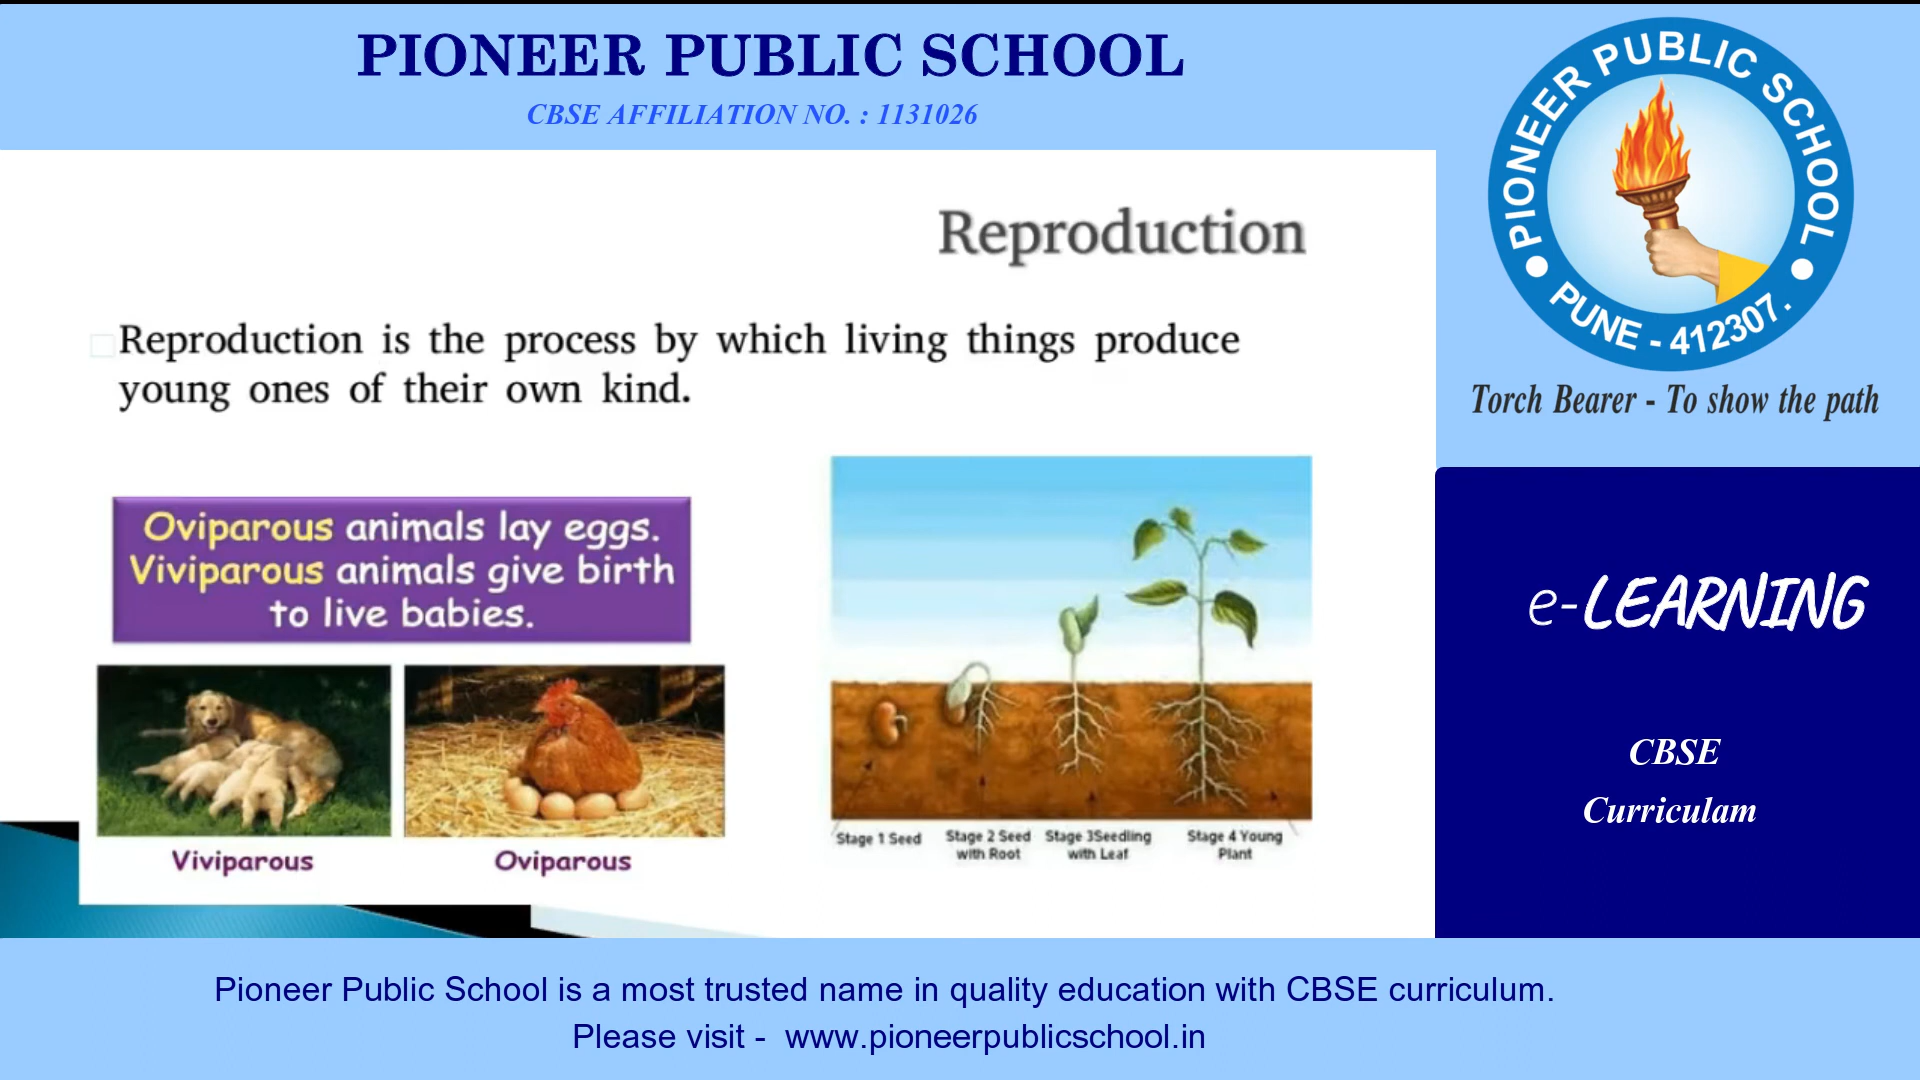 PIONEER PUBLIC SCHOOL
CBSE AFFILIATION NO. : 1131026
PIONEER PUBLIC SCHOOL
PUNE - 412307.
Torch Bearer - To show the path
Reproduction
Reproduction is the process by which living things produce
young ones of their own kind.
Oviparous animals lay eggs.
Viviparous animals give birth
to live babies.
Viviparous
Oviparous
Stage 1 Seed
Stage 2 Seed
with Root
Stage 3Seedling
with Leaf
Stage 4 Young
Plant
e-LEARNING
CBSE
Curriculam
Pioneer Public School is a most trusted name in quality education with CBSE curriculum.
Please visit - www.pioneerpublicschool.in